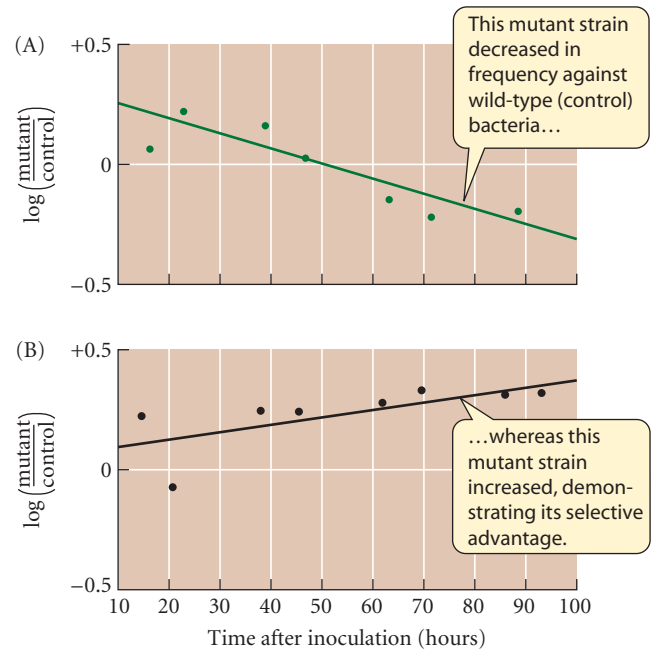 (A)
+0.5
0
−0.5
log(mutant/control)
This mutant strain
decreased in
frequency against
wild-type (control)
bacteria…
(B)
+0.5
0
−0.5
log(mutant/control)
…whereas this
mutant strain
increased, demon-
strating its selective
advantage.
10 20 30 40 50 60 70 80 90 100
Time after inoculation (hours)